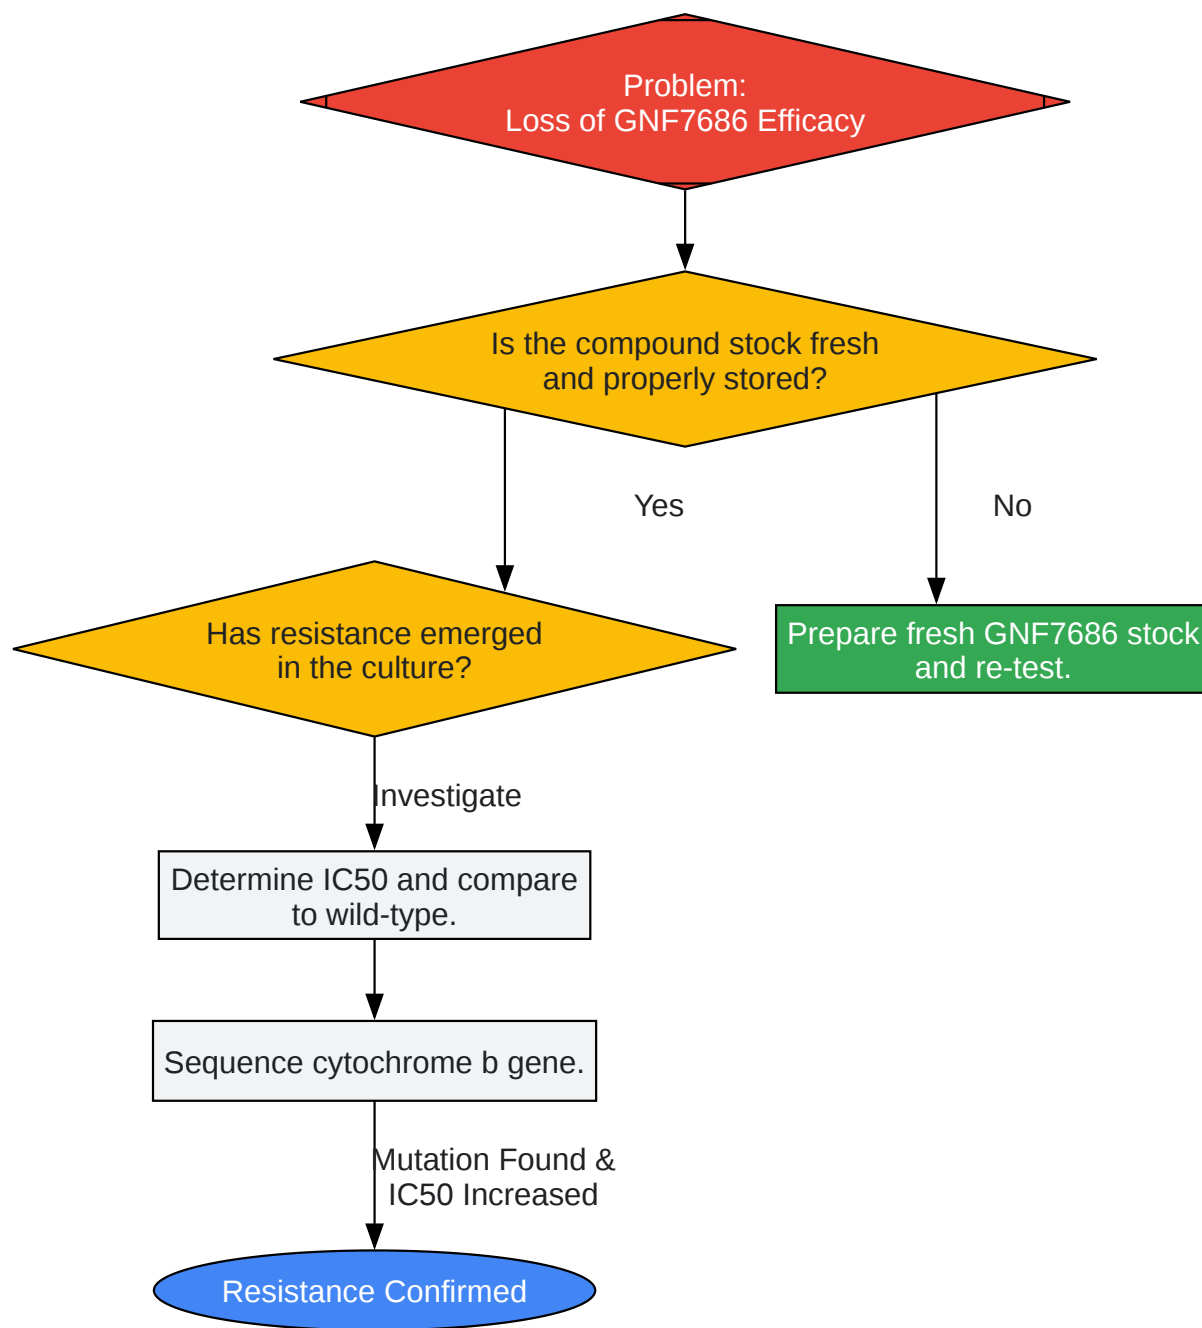 Problem:
Loss of GNF7686 Efficacy
Is the compound stock fresh
and properly stored?
Yes
No
Has resistance emerged
in the culture?
Prepare fresh GNF7686 stock
and re-test.
Investigate
Determine IC50 and compare
to wild-type.
Sequence cytochrome b gene.
Mutation Found &
IC50 Increased
Resistance Confirmed